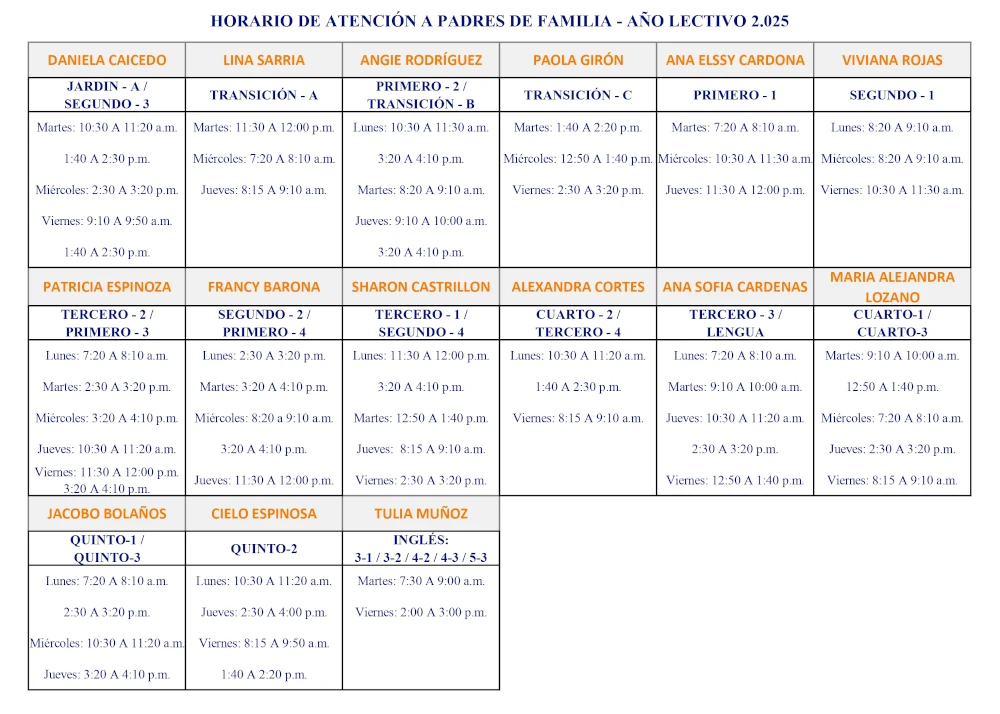 HORARIO DE ATENCIÓN A PADRES DE FAMILIA - AÑO LECTIVO 2.025
DANIELA CAICEDO
JARDIN - A /
SEGUNDO - 3
Martes: 10:30 A 11:20 a.m.
1:40 A 2:30 p.m.
Miércoles: 2:30 A 3:20 p.m.
Viernes: 9:10 A 9:50 a.m.
1:40 A 2:30 p.m.
LINA SARRIA
TRANSICIÓN - A
Martes: 11:30 A 12:00 p.m.
Miércoles: 7:20 A 8:10 a.m.
Jueves: 8:15 A 9:10 a.m.
ANGIE RODRÍGUEZ
PRIMERO - 2 /
TRANSICIÓN - B
Lunes: 10:30 A 11:30 a.m.
3:20 A 4:10 p.m.
Martes: 8:20 A 9:10 a.m.
Jueves: 9:10 A 10:00 a.m.
3:20 A 4:10 p.m.
PAOLA GIRÓN
TRANSICIÓN - C
Martes: 1:40 A 2:20 p.m.
Miércoles: 12:50 A 1:40 p.m.
Viernes: 2:30 A 3:20 p.m.
ANA ELSSY CARDONA
PRIMERO - 1
Martes: 7:20 A 8:10 a.m.
Miércoles: 10:30 A 11:30 a.m.
Jueves: 11:30 A 12:00 p.m.
VIVIANA ROJAS
SEGUNDO - 1
Lunes: 8:20 A 9:10 a.m.
Miércoles: 8:20 A 9:10 a.m.
Viernes: 10:30 A 11:30 a.m.
PATRICIA ESPINOZA
TERCERO - 2 /
PRIMERO - 3
Lunes: 7:20 A 8:10 a.m.
Martes: 2:30 A 3:20 p.m.
Miércoles: 3:20 A 4:10 p.m.
Jueves: 10:30 A 11:20 a.m.
Viernes: 11:30 A 12:00 p.m.
3:20 A 4:10 p.m.
FRANCY BARONA
SEGUNDO - 2 /
PRIMERO - 4
Lunes: 2:30 A 3:20 p.m.
Martes: 3:20 A 4:10 p.m.
Miércoles: 8:20 a 9:10 a.m.
3:20 A 4:10 p.m.
Jueves: 11:30 A 12:00 p.m.
SHARON CASTRILLON
TERCERO - 1 /
SEGUNDO - 4
Lunes: 11:30 A 12:00 p.m.
3:20 A 4:10 p.m.
Martes: 12:50 A 1:40 p.m.
Jueves: 8:15 A 9:10 a.m.
Viernes: 2:30 A 3:20 p.m.
ALEXANDRA CORTES
CUARTO - 2 /
TERCERO - 4
Lunes: 10:30 A 11:20 a.m.
1:40 A 2:30 p.m.
Viernes: 8:15 A 9:10 a.m.
ANA SOFIA CARDENAS
TERCERO - 3 /
LENGUA
Lunes: 7:20 A 8:10 a.m.
Martes: 9:10 A 10:00 a.m.
Jueves: 10:30 A 11:20 a.m.
2:30 A 3:20 p.m.
Viernes: 12:50 A 1:40 p.m.
MARIA ALEJANDRA
LOZANO
CUARTO-1 /
CUARTO-3
Martes: 9:10 A 10:00 a.m.
12:50 A 1:40 p.m.
Miércoles: 7:20 A 8:10 a.m.
Jueves: 2:30 A 3:20 p.m.
Viernes: 8:15 A 9:10 a.m.
JACOBO BOLAÑOS
QUINTO-1 /
QUINTO-3
Lunes: 7:20 A 8:10 a.m.
2:30 A 3:20 p.m.
Miércoles: 10:30 A 11:20 a.m.
Jueves: 3:20 A 4:10 p.m.
CIELO ESPINOSA
QUINTO-2
Lunes: 10:30 A 11:20 a.m.
Jueves: 2:30 A 4:00 p.m.
Viernes: 8:15 A 9:50 a.m.
1:40 A 2:20 p.m.
TULIA MUÑOZ
INGLÉS:
3-1 / 3-2 / 4-2 / 4-3 / 5-3
Martes: 7:30 A 9:00 a.m.
Viernes: 2:00 A 3:00 p.m.